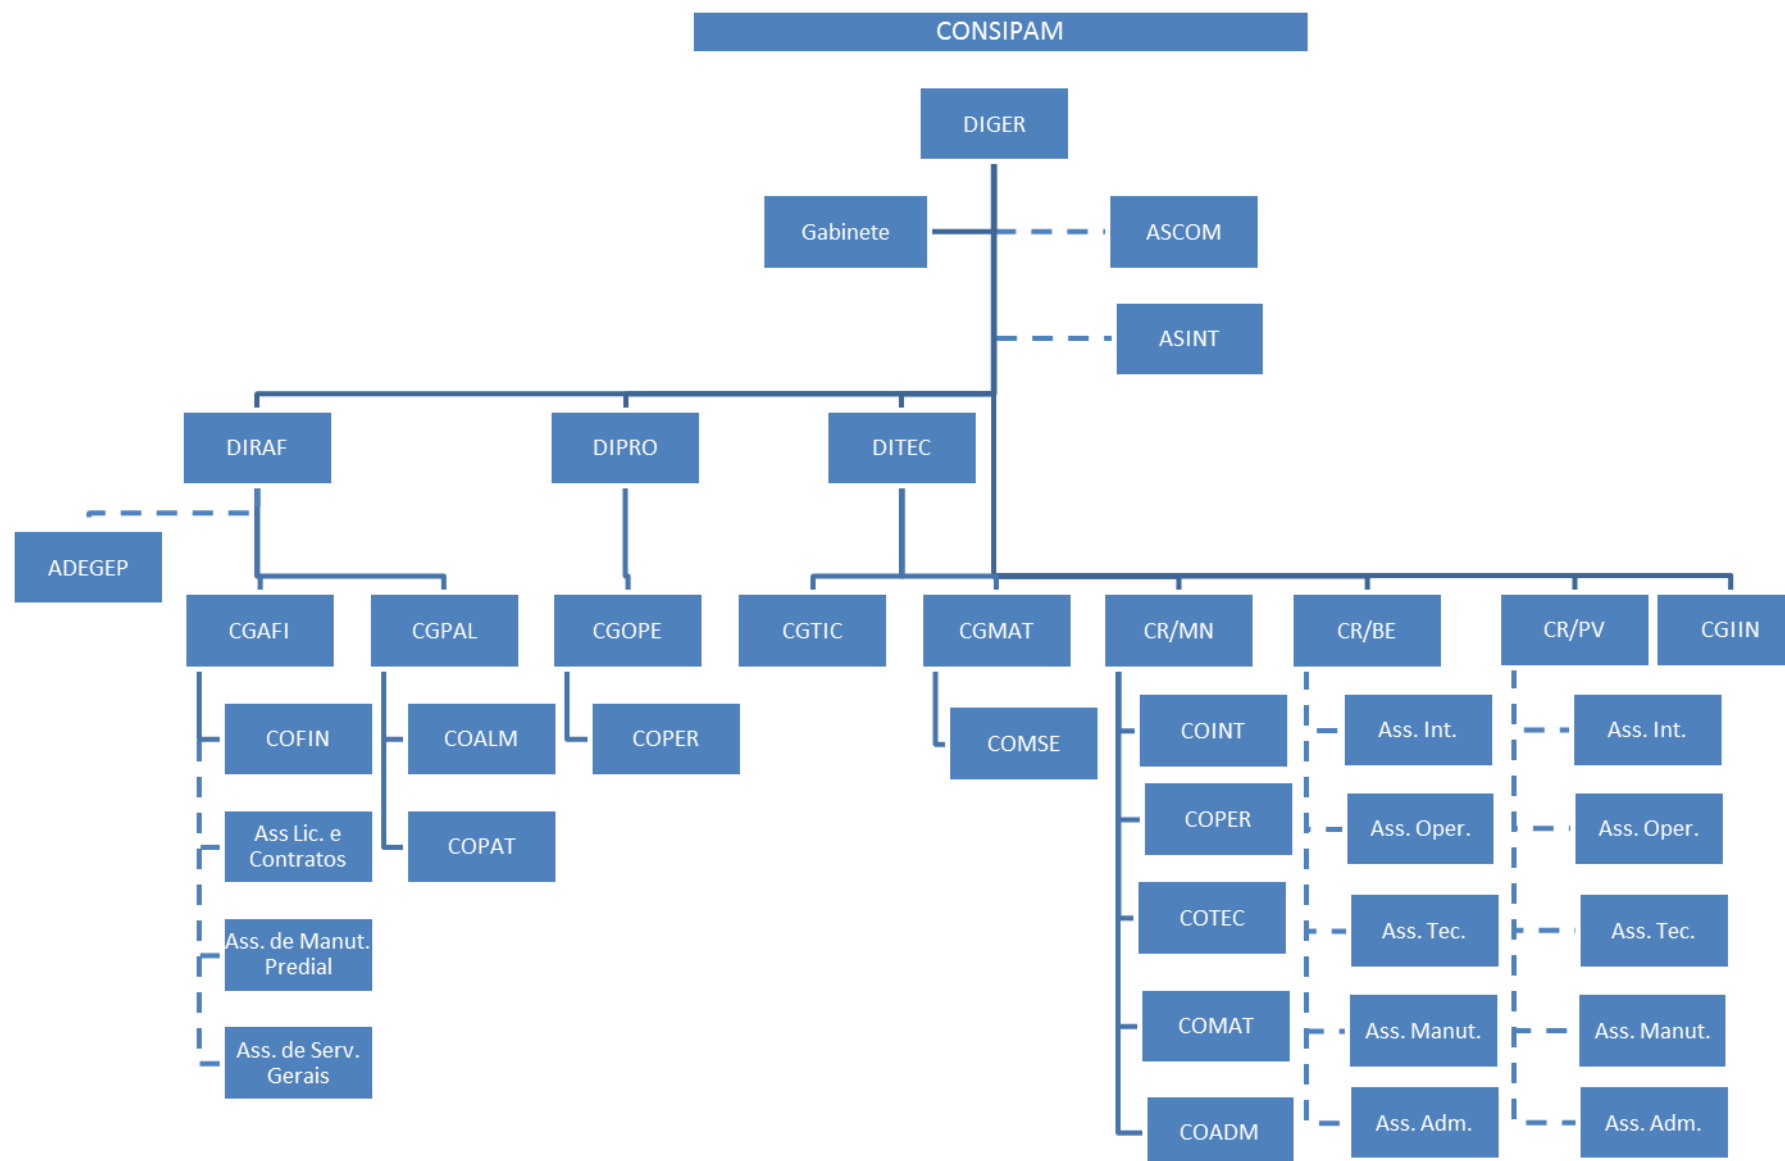 CONSIPAM
DIGER
Gabinete
ASCOM
ASINT
DIRAF
DIPRO
DITEC
ADEGEP
CGAFI
CGPAL
CGOPE
CGTIC
CGMAT
CR/MN
CR/BE
CR/PV
CGIIN
COFIN
COALM
COPER
COMSE
COINT
Ass. Int.
Ass. Int.
Ass Lic. e
Contratos
COPAT
COPER
Ass. Oper.
Ass. Oper.
Ass. de Manut.
Predial
COTEC
Ass. Tec.
Ass. Tec.
Ass. de Serv.
Gerais
COMAT
Ass. Manut.
Ass. Manut.
COADM
Ass. Adm.
Ass. Adm.